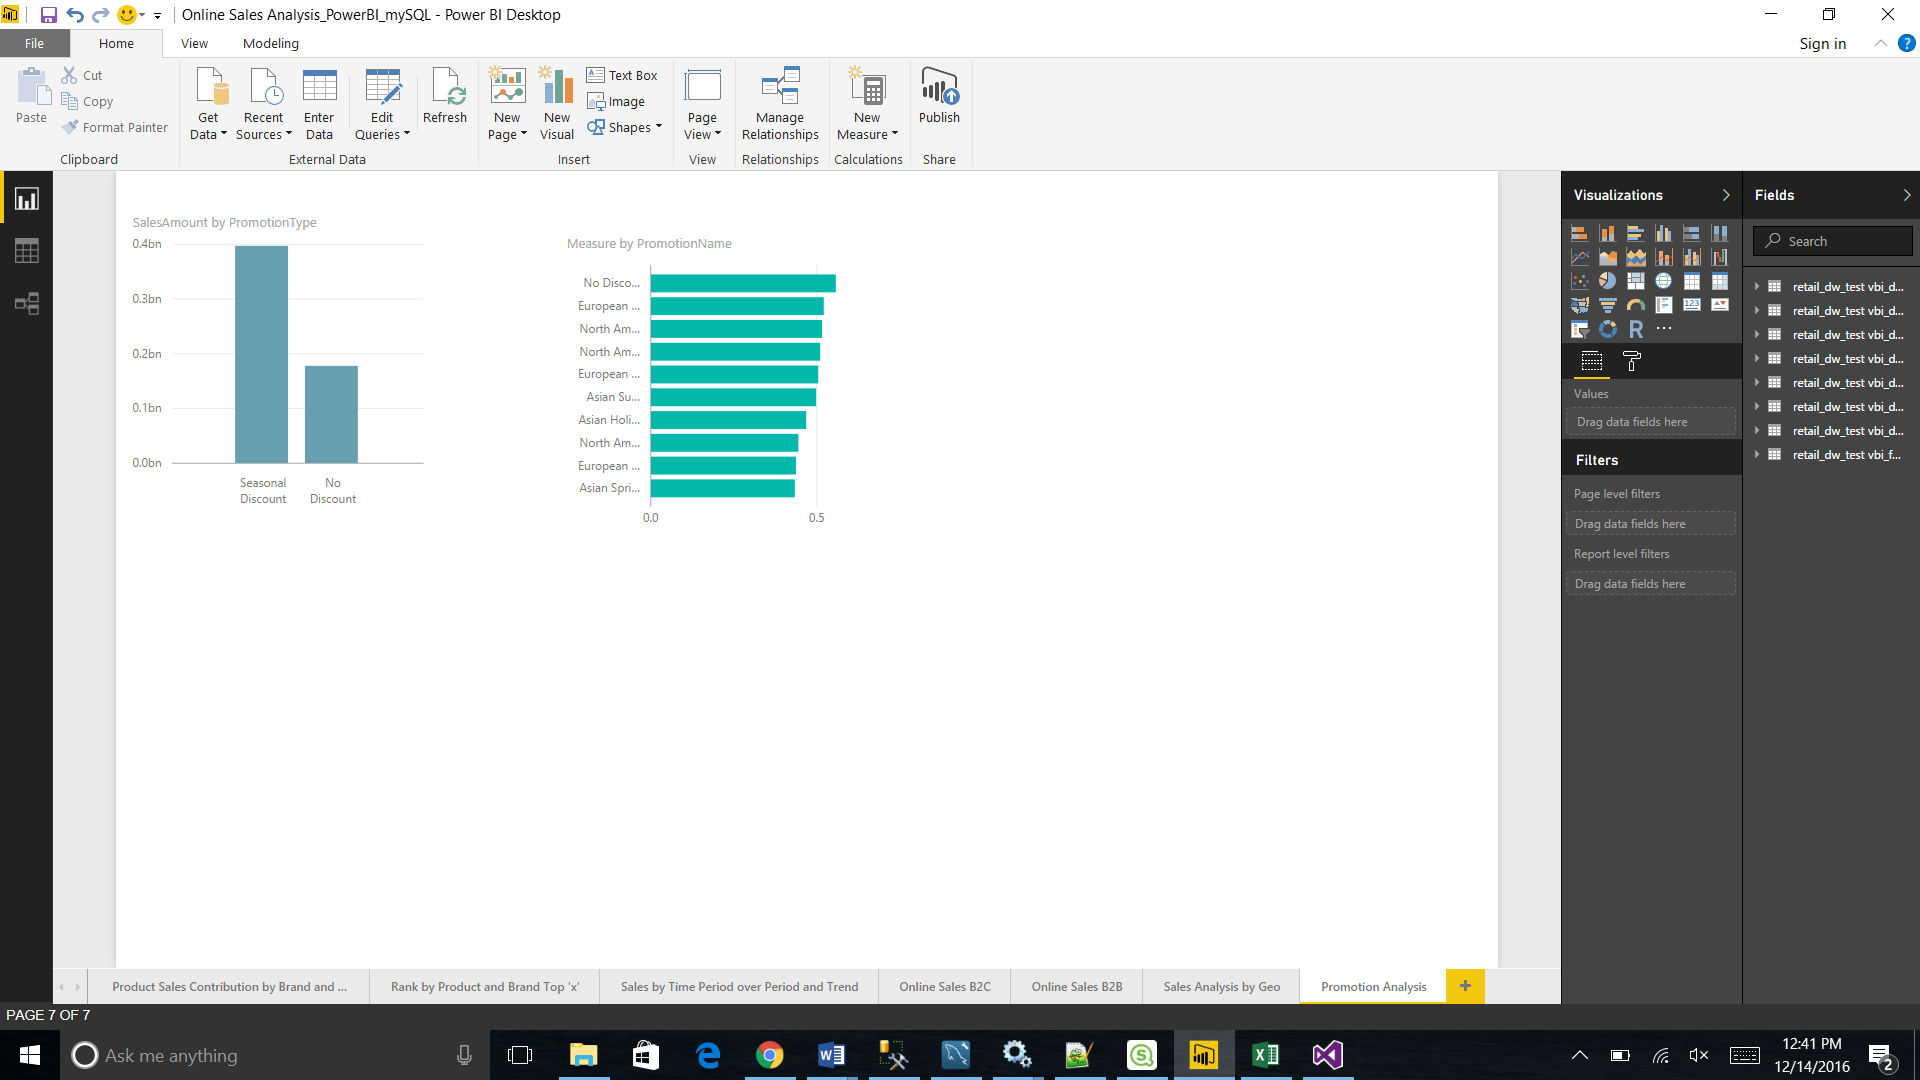 Online Sales Analysis_PowerBI_mySQL - Power BI Desktop
File Home View Modeling Sign in ?
Paste
Cut
Copy
Format Painter
Clipboard
Get Data
Recent Sources
Enter Data
Edit Queries
Refresh
External Data
New Page
New Visual
Text Box
Image
Shapes
Insert
Page View
View
Manage Relationships
Relationships
New Measure
Calculations
Publish
Share
SalesAmount by PromotionType
0.4bn
0.3bn
0.2bn
0.1bn
0.0bn
Seasonal Discount
No Discount
Measure by PromotionName
No Disco...
European ...
North Am...
North Am...
European ...
Asian Su...
Asian Holi...
North Am...
European ...
Asian Spri...
0.0 0.5
Visualizations
123
R
...
Values
Drag data fields here
Filters
Page level filters
Drag data fields here
Report level filters
Drag data fields here
Fields
Search
retail_dw_test vbi_d...
retail_dw_test vbi_d...
retail_dw_test vbi_d...
retail_dw_test vbi_d...
retail_dw_test vbi_d...
retail_dw_test vbi_d...
retail_dw_test vbi_d...
retail_dw_test vbi_f...
Product Sales Contribution by Brand and ... Rank by Product and Brand Top 'x' Sales by Time Period over Period and Trend Online Sales B2C Online Sales B2B Sales Analysis by Geo Promotion Analysis +
PAGE 7 OF 7
Ask me anything
12:41 PM
12/14/2016
2